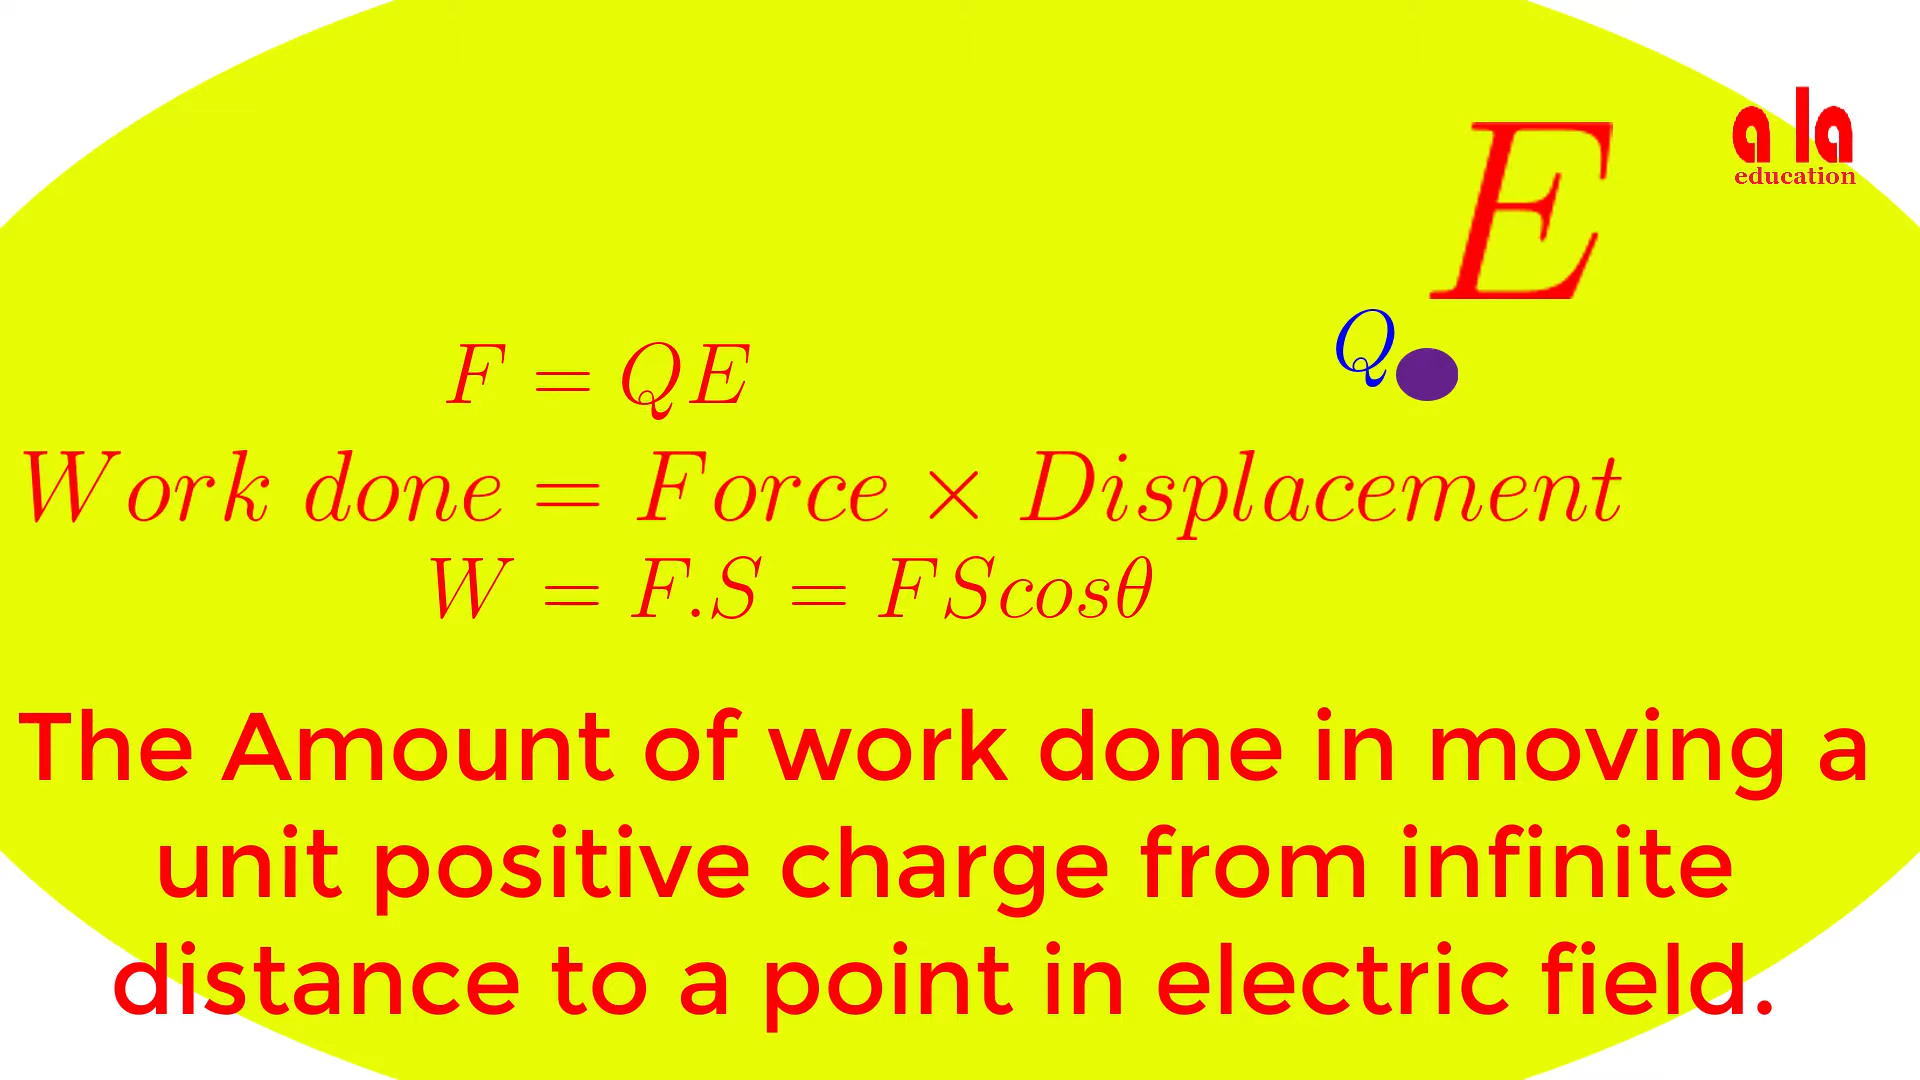 E
a la
education
Q
F = QE
Work done = Force × Displacement
W = F.S = FScosθ
The Amount of work done in moving a
unit positive charge from infinite
distance to a point in electric field.